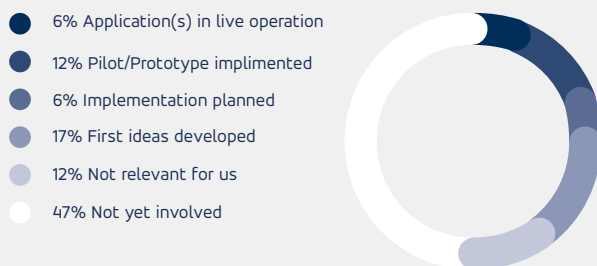 6% Application(s) in live operation
12% Pilot/Prototype implimented
6% Implementation planned
17% First ideas developed
12% Not relevant for us
47% Not yet involved